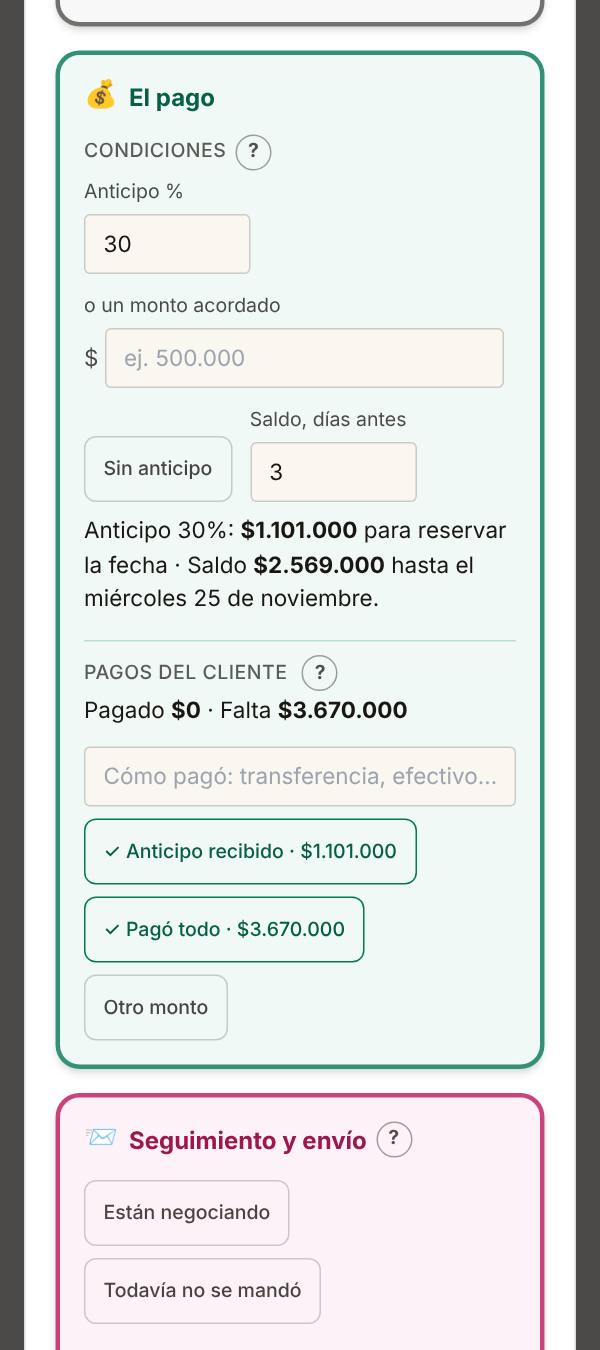 💰 El pago
CONDICIONES ?
Anticipo %
30
o un monto acordado
$ ej. 500.000
Saldo, días antes
Sin anticipo 3
Anticipo 30%: $1.101.000 para reservar
la fecha · Saldo $2.569.000 hasta el
miércoles 25 de noviembre.
PAGOS DEL CLIENTE ?
Pagado $0 · Falta $3.670.000
Cómo pagó: transferencia, efectivo...
✓ Anticipo recibido · $1.101.000
✓ Pagó todo · $3.670.000
Otro monto
📨 Seguimiento y envío ?
Están negociando
Todavía no se mandó